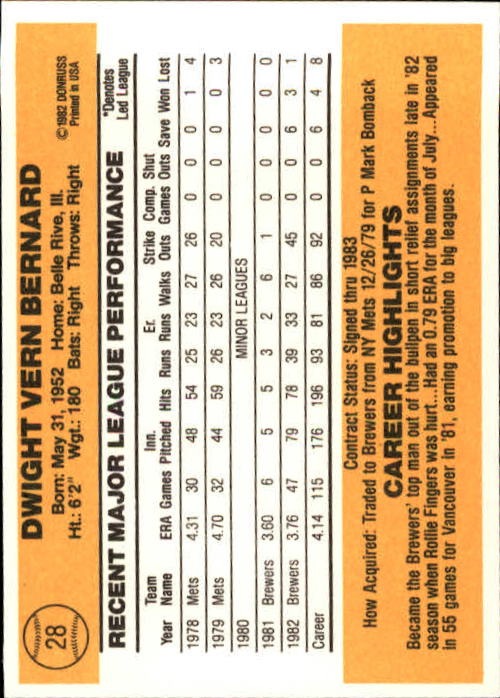 28
DWIGHT VERN BERNARD
Born: May 31, 1952 Home: Belle Rive, Ill.
Ht.: 6'2" Wgt.: 180 Bats: Right Throws: Right
©1982 DONRUSS
Printed in USA
RECENT MAJOR LEAGUE PERFORMANCE
*Denotes
Led League
Team Inn. Er. Strike Comp. Shut
Year Name ERA Games Pitched Hits Runs Runs Walks Outs Games Outs Save Won Lost
1978 Mets 4.31 30 48 54 25 23 27 26 0 0 0 1 4
1979 Mets 4.70 32 44 59 26 23 26 20 0 0 0 0 3
1980 MINOR LEAGUES
1981 Brewers 3.60 6 5 5 3 2 6 1 0 0 0 0 0
1982 Brewers 3.76 47 79 78 39 33 27 45 0 0 6 3 1
Career 4.14 115 176 196 93 81 86 92 0 0 6 4 8
Contract Status: Signed thru 1983
How Acquired: Traded to Brewers from NY Mets 12/26/79 for P Mark Bomback
CAREER HIGHLIGHTS
Became the Brewers' top man out of the bullpen in short relief assignments late in '82
season when Rollie Fingers was hurt...Had an 0.79 ERA for the month of July...Appeared
in 55 games for Vancouver in '81, earning promotion to big leagues.